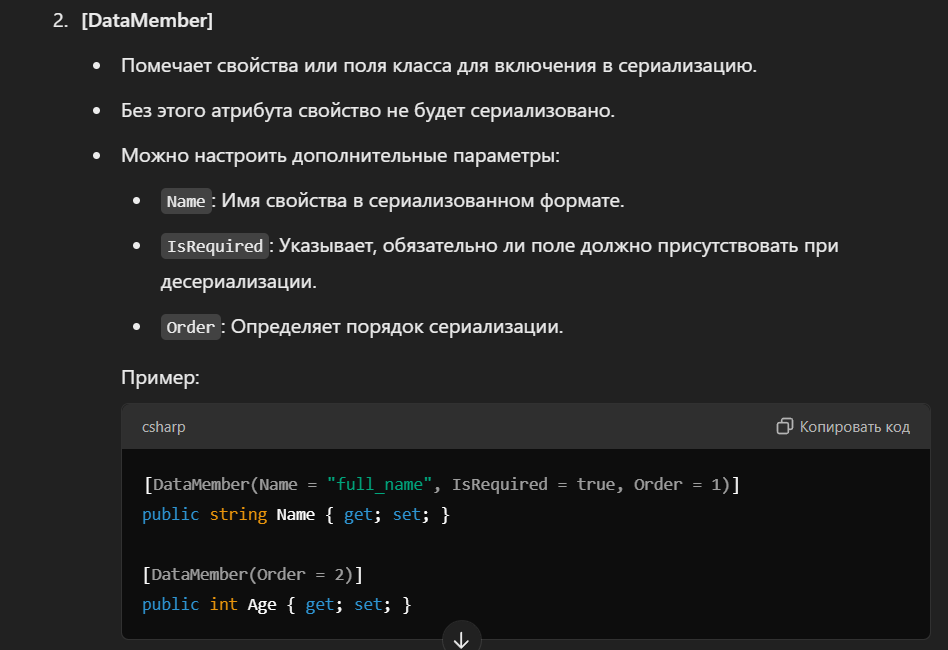 2. [DataMember]
• Помечает свойства или поля класса для включения в сериализацию.
• Без этого атрибута свойство не будет сериализовано.
• Можно настроить дополнительные параметры:
• Name: Имя свойства в сериализованном формате.
• IsRequired: Указывает, обязательно ли поле должно присутствовать при
десериализации.
• Order: Определяет порядок сериализации.
Пример:
csharp Копировать код
[DataMember(Name = "full_name", IsRequired = true, Order = 1)]
public string Name { get; set; }
[DataMember(Order = 2)]
public int Age { get; set; }